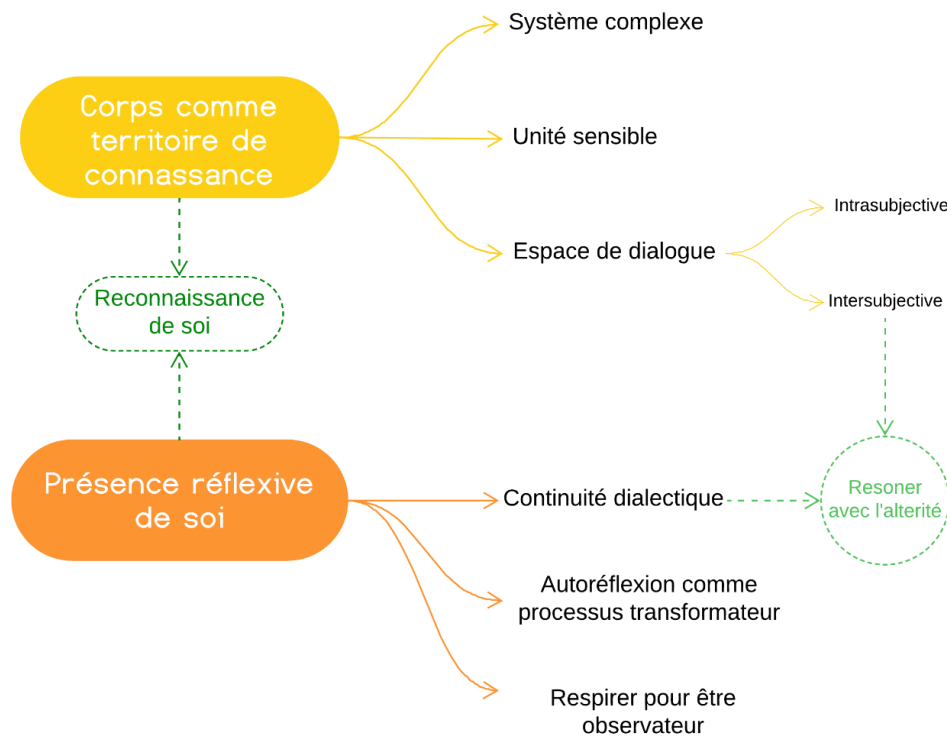 Système complexe
Corps comme
territoire de
connassance
Unité sensible
Espace de dialogue
Intrasubjective
Intersubjective
Reconnaissance
de soi
Présence réflexive
de soi
Continuité dialectique
Resoner
avec l'alterité
Autoréflexion comme
processus transformateur
Respirer pour être
observateur